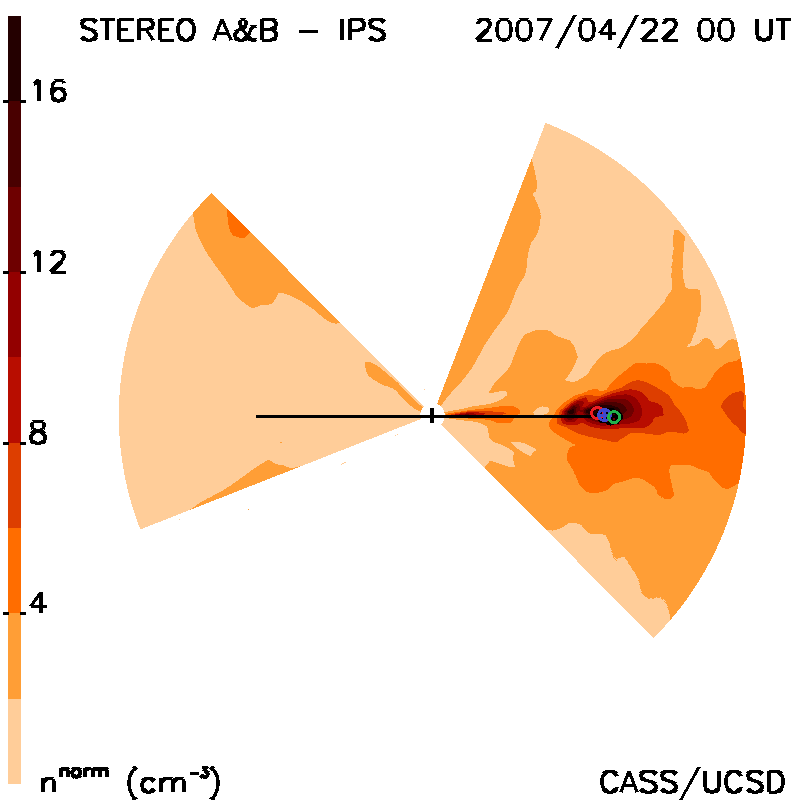 STEREO A&B – IPS 2007/04/22 00 UT
16
12
8
4
n^norm (cm^-3) CASS/UCSD